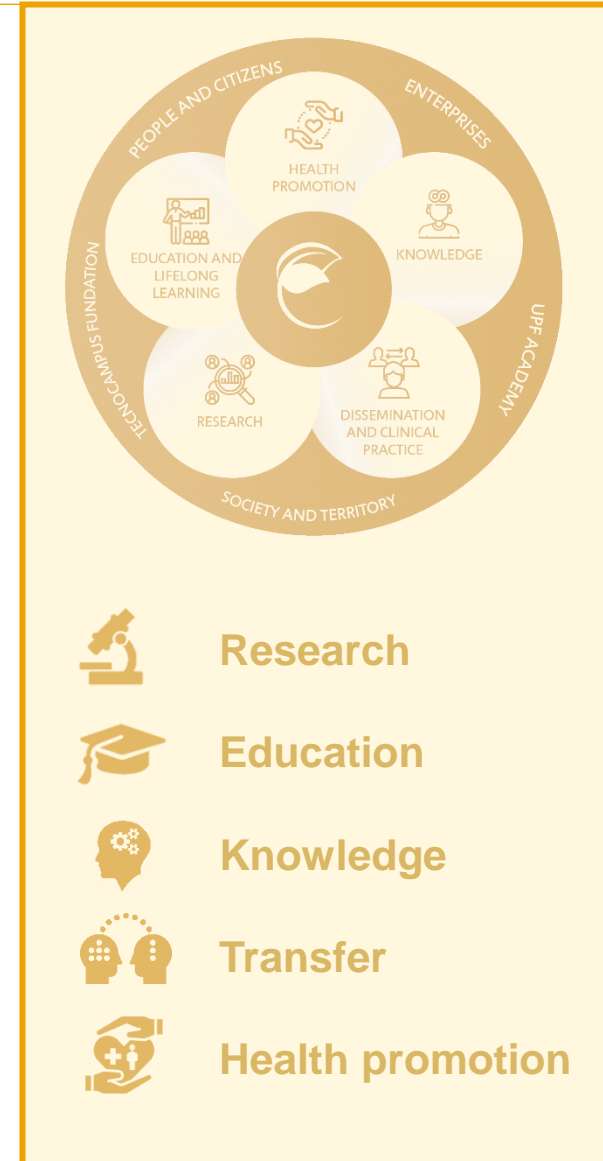 PEOPLE AND CITIZENS
ENTERPRISES
HEALTH
PROMOTION
EDUCATION AND
LIFELONG
LEARNING
KNOWLEDGE
TECNOCAMPUS FUNDATION
UPF ACADEMY
RESEARCH
DISSEMINATION
AND CLINICAL
PRACTICE
SOCIETY AND TERRITORY
Research
Education
Knowledge
Transfer
Health promotion